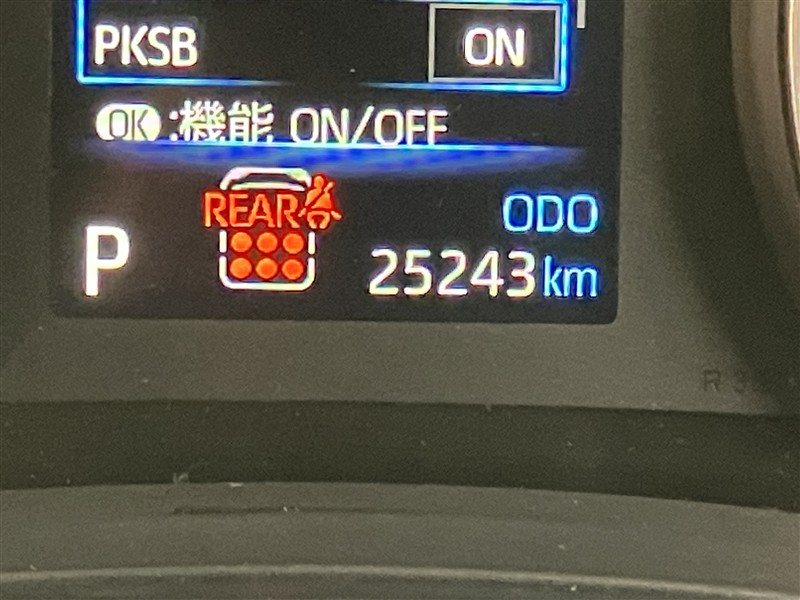 PKSB ON
OK :機能 ON/OFF
REAR
ODO
P 25243km